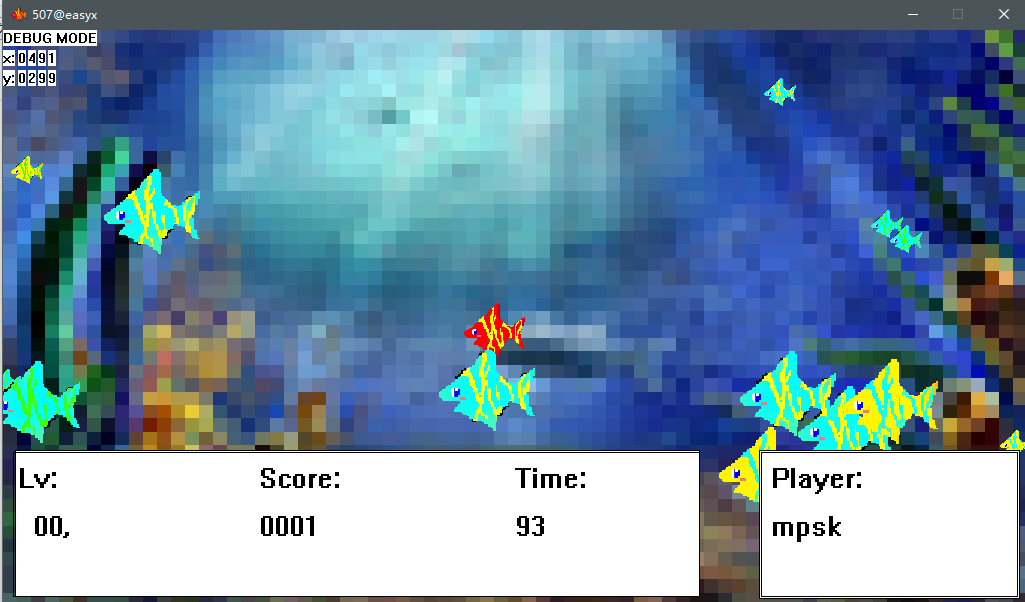 507@easyx
DEBUG MODE
x:0491
y:0299
Lv: Score: Time:
00, 0001 93
Player:
mpsk